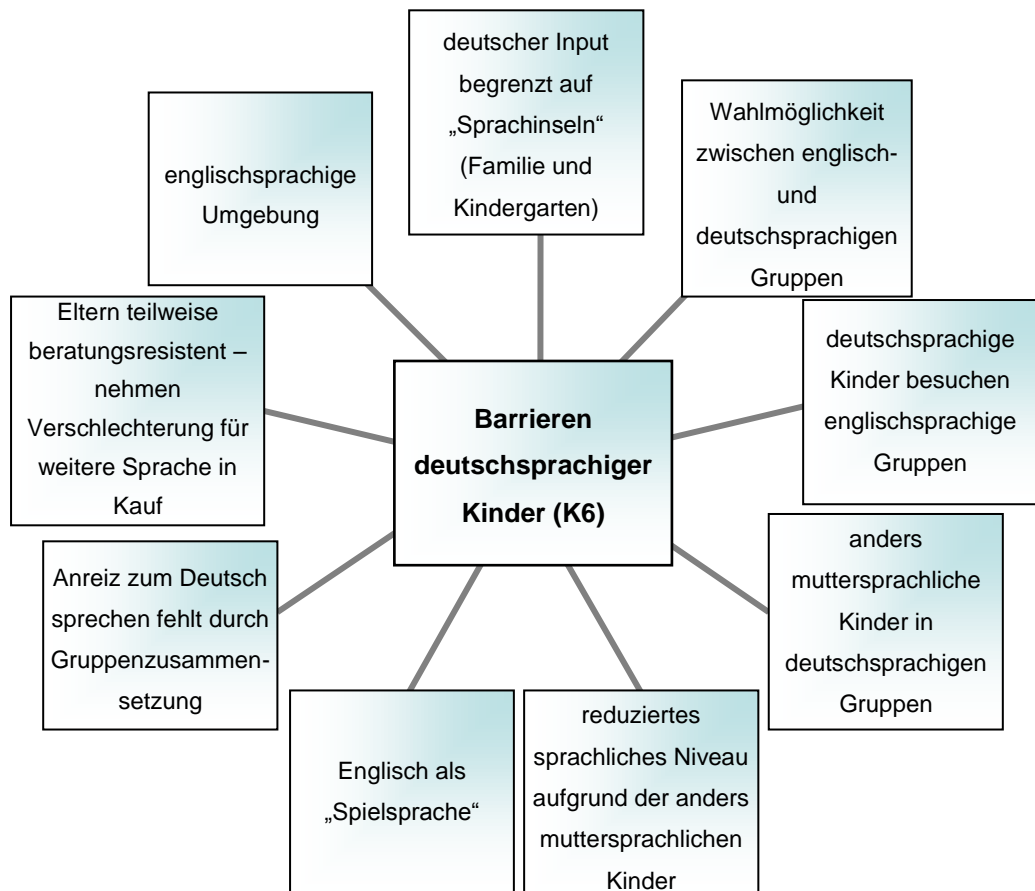 deutscher Input
begrenzt auf
„Sprachinseln“
(Familie und
Kindergarten)
Wahlmöglichkeit
zwischen englisch-
und
deutschsprachigen
Gruppen
englischsprachige
Umgebung
Eltern teilweise
beratungsresistent –
nehmen
Verschlechterung für
weitere Sprache in
Kauf
deutschsprachige
Kinder besuchen
englischsprachige
Gruppen
Barrieren
deutschsprachiger
Kinder (K6)
Anreiz zum Deutsch
sprechen fehlt durch
Gruppenzusammen-
setzung
anders
muttersprachliche
Kinder in
deutschsprachigen
Gruppen
Englisch als
„Spielsprache“
reduziertes
sprachliches Niveau
aufgrund der anders
muttersprachlichen
Kinder